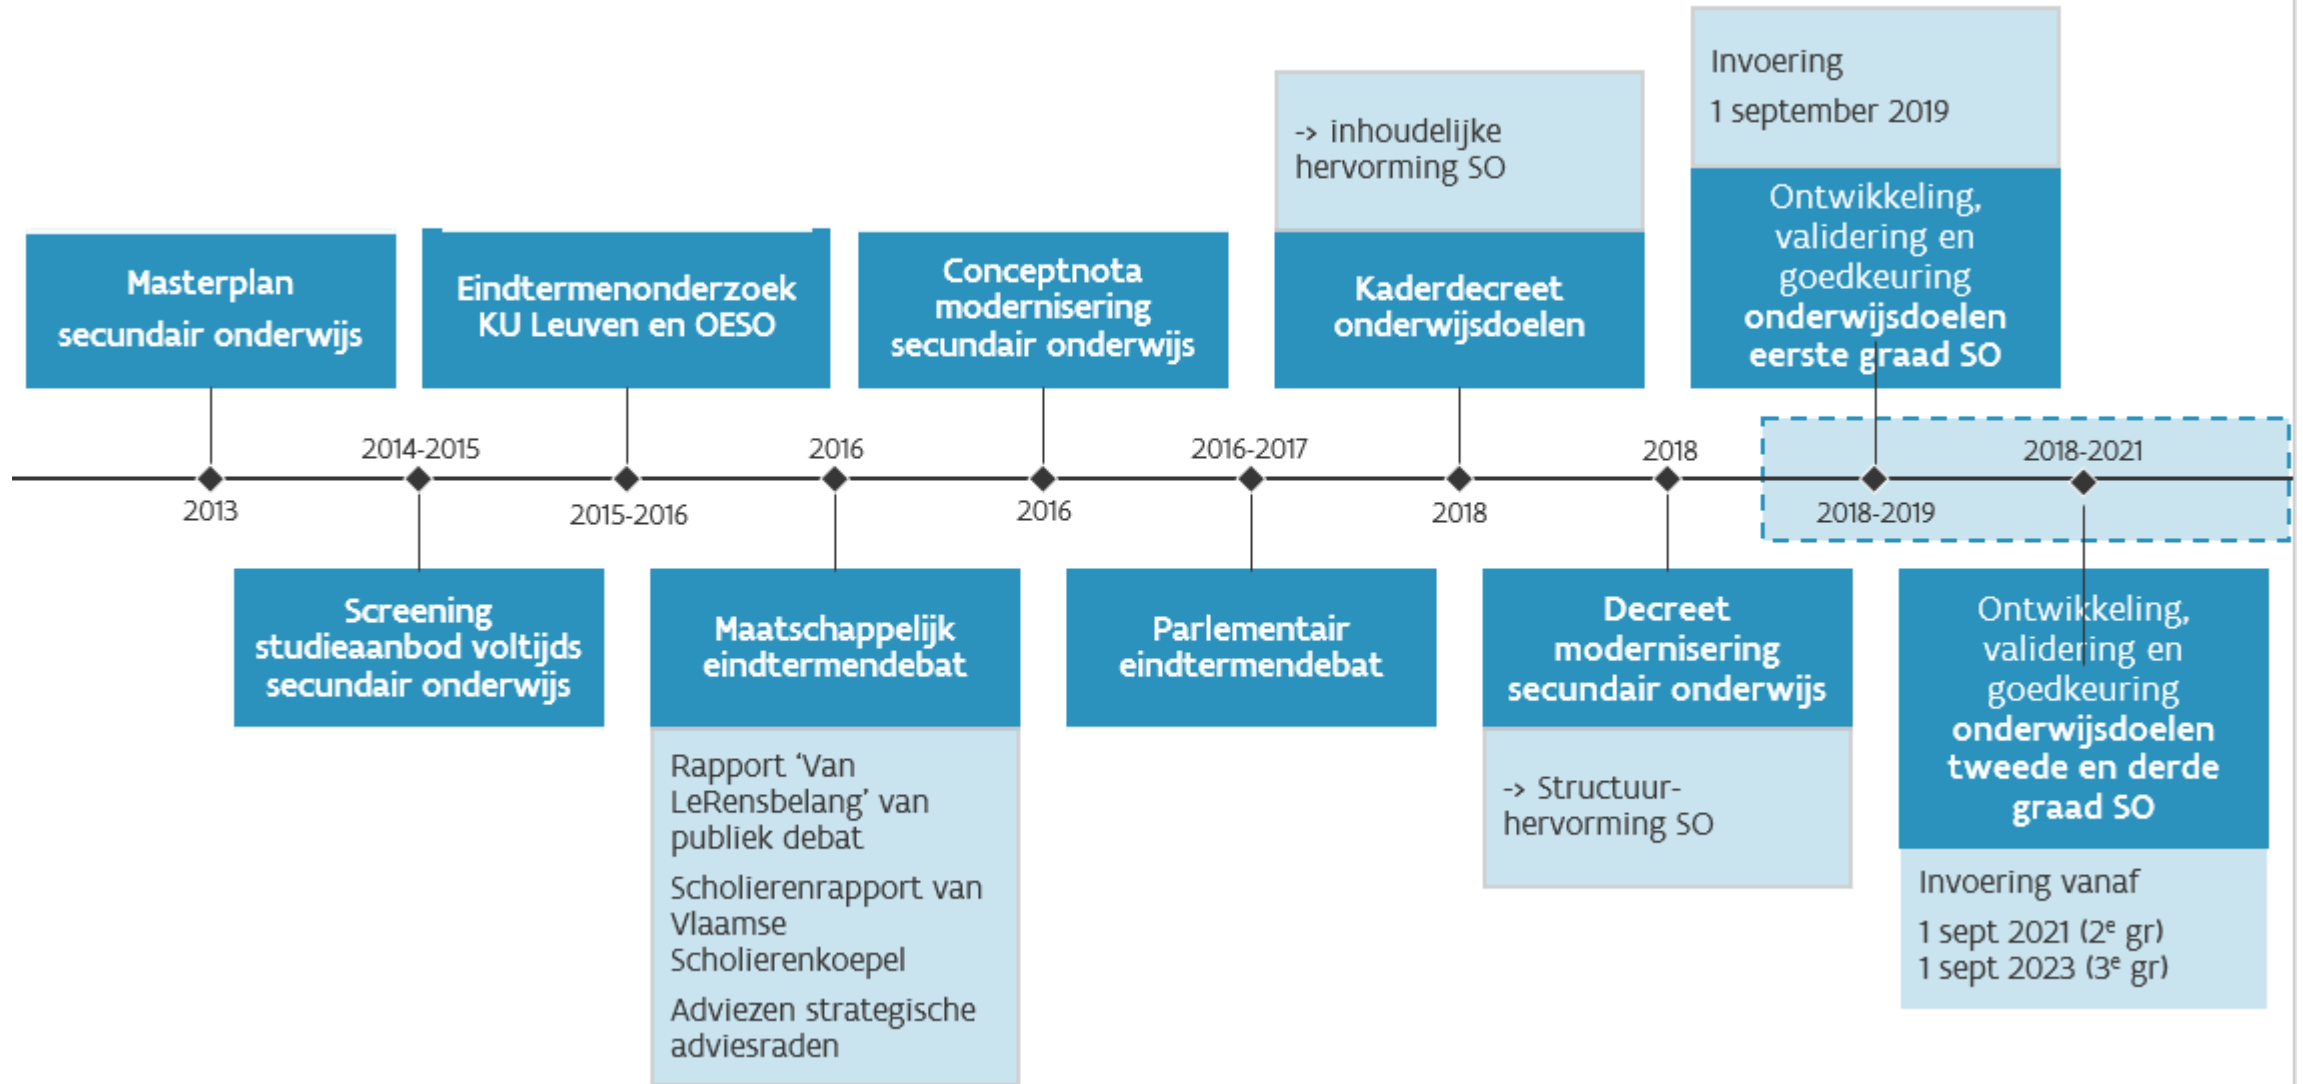 Masterplan
secundair onderwijs
2013
2014-2015
Screening
studieaanbod voltijds
secundair onderwijs
Eindtermenonderzoek
KU Leuven en OESO
2015-2016
2016
Maatschappelijk
eindtermendebat
Rapport ‘Van
LeRensbelang’ van
publiek debat
Scholierenrapport van
Vlaamse
Scholierenkoepel
Adviezen strategische
adviesraden
Conceptnota
modernisering
secundair onderwijs
2016
2016-2017
Parlementair
eindtermendebat
-> inhoudelijke
hervorming SO
Kaderdecreet
onderwijsdoelen
2018
2018
Decreet
modernisering
secundair onderwijs
-> Structuur-
hervorming SO
Invoering
1 september 2019
Ontwikkeling,
validering en
goedkeuring
onderwijsdoelen
eerste graad SO
2018-2019
2018-2021
Ontwikkeling,
validering en
goedkeuring
onderwijsdoelen
tweede en derde
graad SO
Invoering vanaf
1 sept 2021 (2ᵉ gr)
1 sept 2023 (3ᵉ gr)